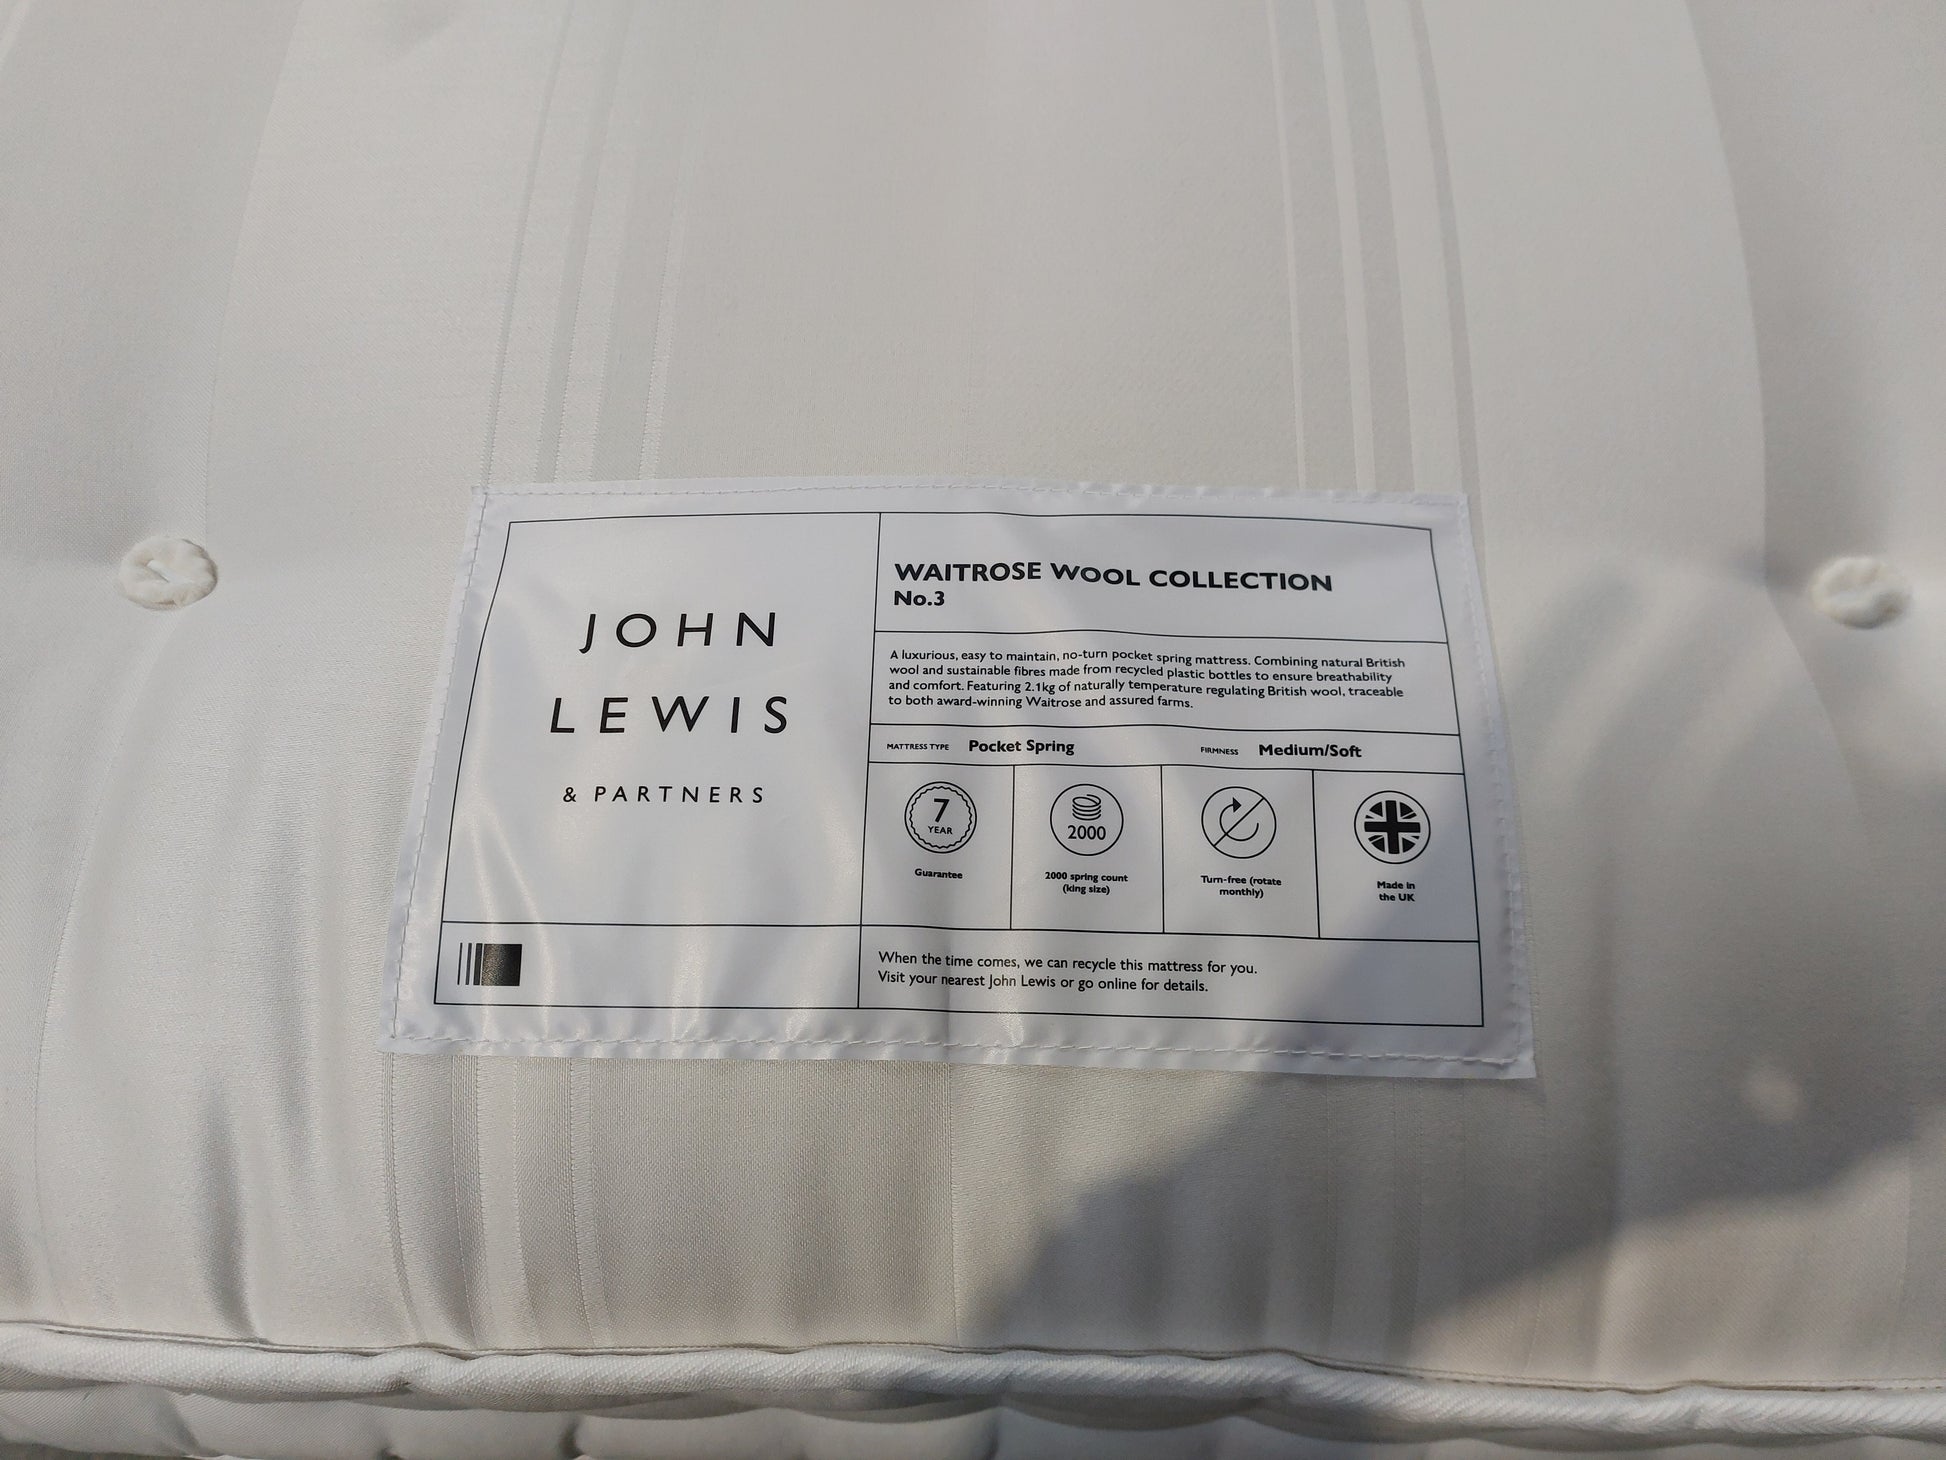 JOHN
LEWIS
& PARTNERS
WAITROSE WOOL COLLECTION
No.3
A luxurious, easy to maintain, no-turn pocket spring mattress. Combining natural British
wool and sustainable fibres made from recycled plastic bottles to ensure breathability
and comfort. Featuring 2.1kg of naturally temperature regulating British wool, traceable
to both award-winning Waitrose and assured farms.
MATTRESS TYPE Pocket Spring FIRMNESS Medium/Soft
7
YEAR
Guarantee
2000
2000 spring count
(king size)
Turn-free (rotate
monthly)
Made in
the UK
When the time comes, we can recycle this mattress for you.
Visit your nearest John Lewis or go online for details.